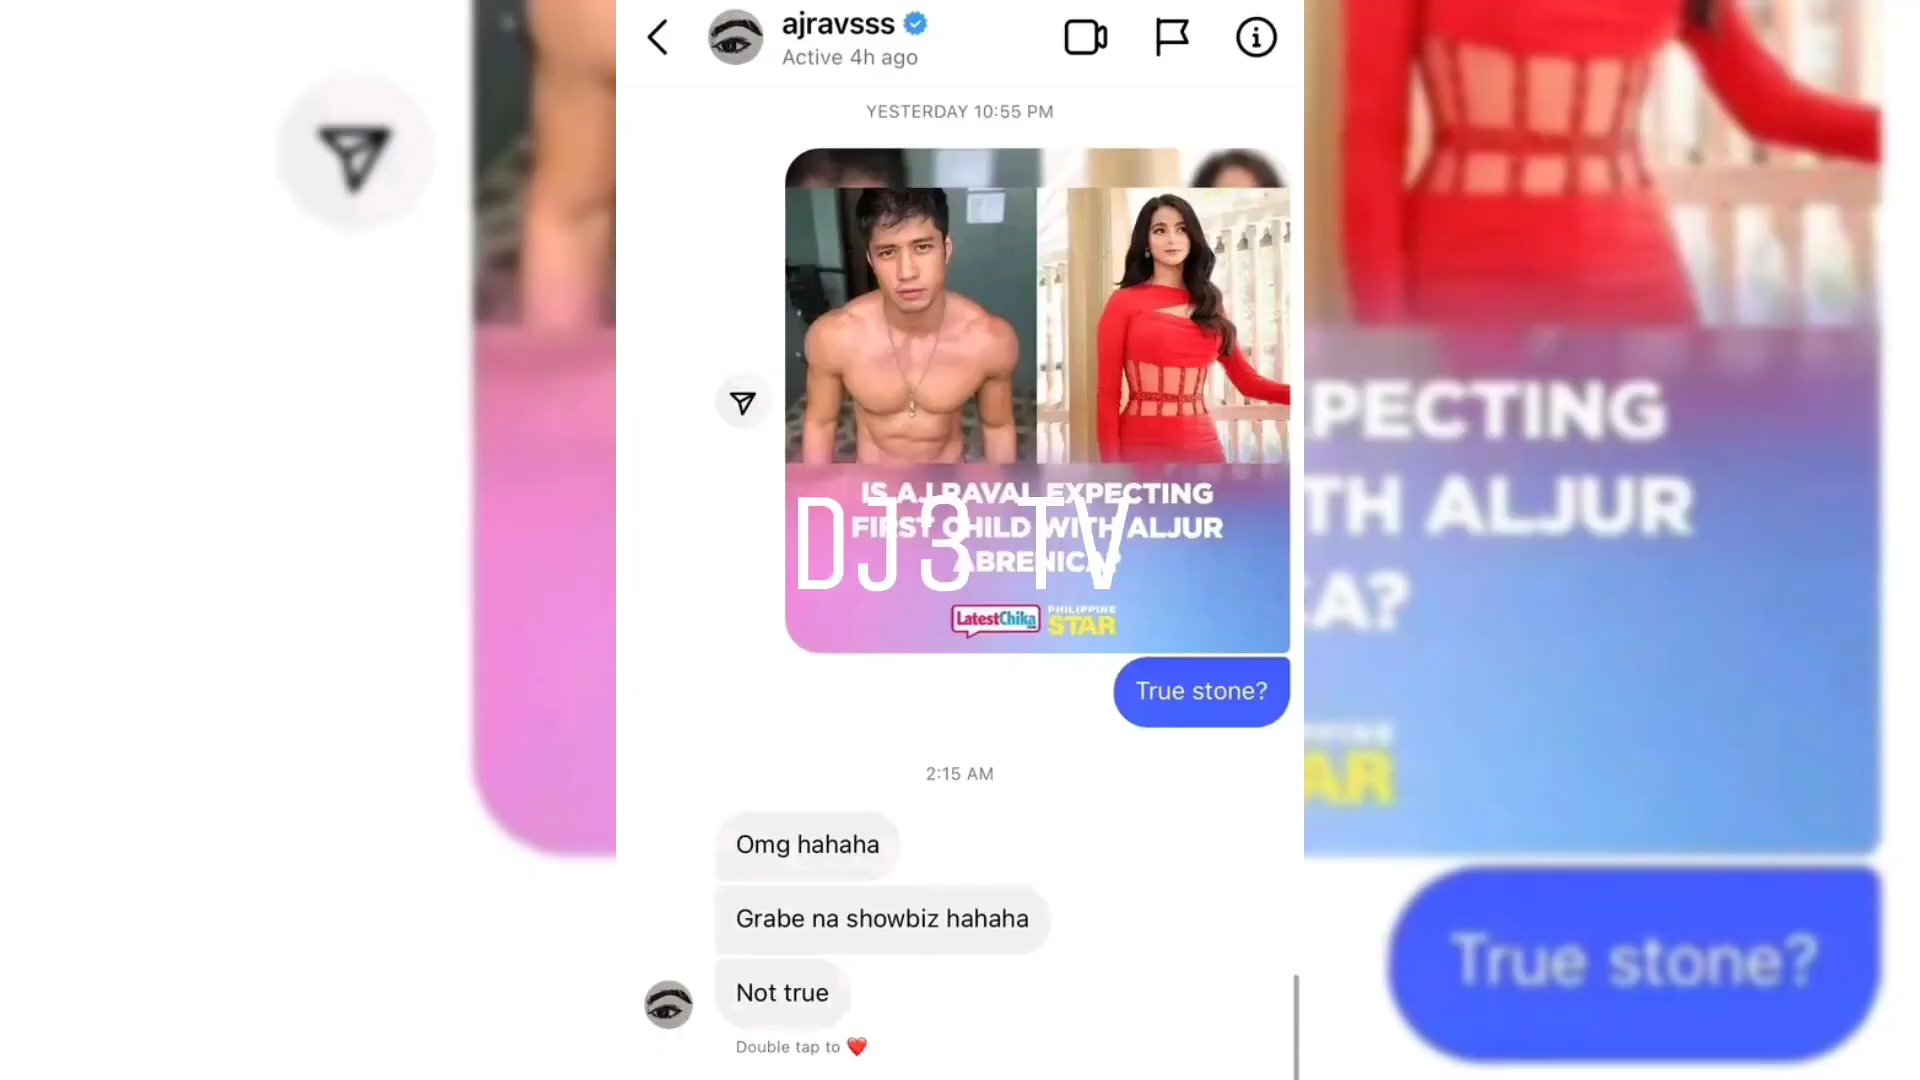 ajravsss
Active 4h ago
YESTERDAY 10:55 PM
IS AJ RAVAL EXPECTING
FIRST CHILD WITH ALJUR
ABRENICA?
DJ3 TV
LatestChika
PHILIPPINE
STAR
True stone?
2:15 AM
Omg hahaha
Grabe na showbiz hahaha
Not true
Double tap to ❤️
PECTING
TH ALJUR
A?
AR
True stone?